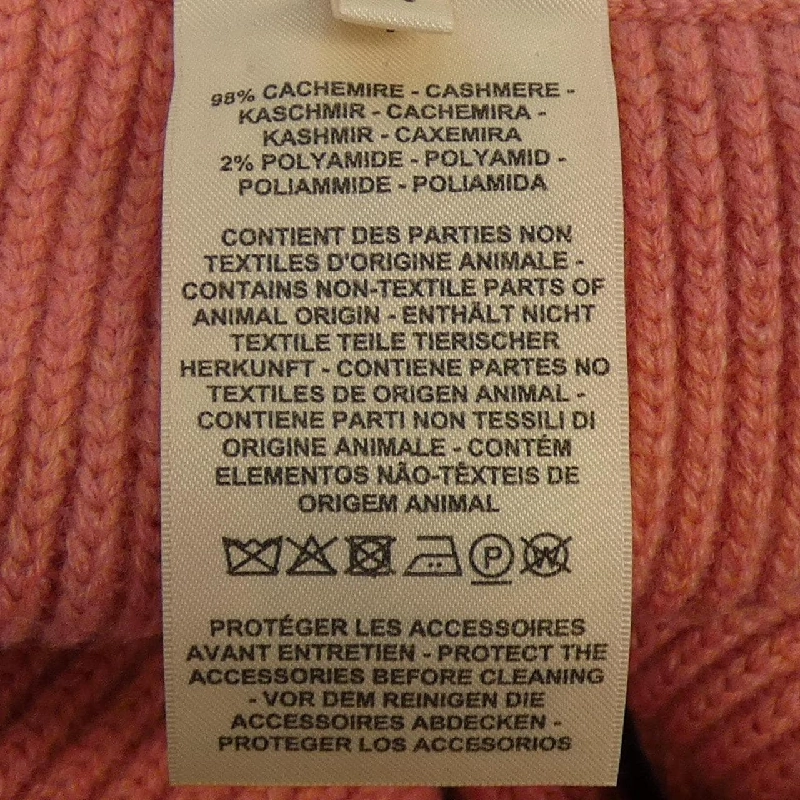 98% CACHEMIRE - CASHMERE -
KASCHMIR - CACHEMIRA -
KASHMIR - CAXEMIRA
2% POLYAMIDE - POLYAMID -
POLIAMMIDE - POLIAMIDA
CONTIENT DES PARTIES NON
TEXTILES D'ORIGINE ANIMALE -
CONTAINS NON-TEXTILE PARTS OF
ANIMAL ORIGIN - ENTHÄLT NICHT
TEXTILE TEILE TIERISCHER
HERKUNFT - CONTIENE PARTES NO
TEXTILES DE ORIGEN ANIMAL -
CONTIENE PARTI NON TESSILI DI
ORIGINE ANIMALE - CONTÉM
ELEMENTOS NÃO-TÊXTEIS DE
ORIGEM ANIMAL
P W
PROTÉGER LES ACCESSOIRES
AVANT ENTRETIEN - PROTECT THE
ACCESSORIES BEFORE CLEANING
- VOR DEM REINIGEN DIE
ACCESSOIRES ABDECKEN -
PROTEGER LOS ACCESORIOS